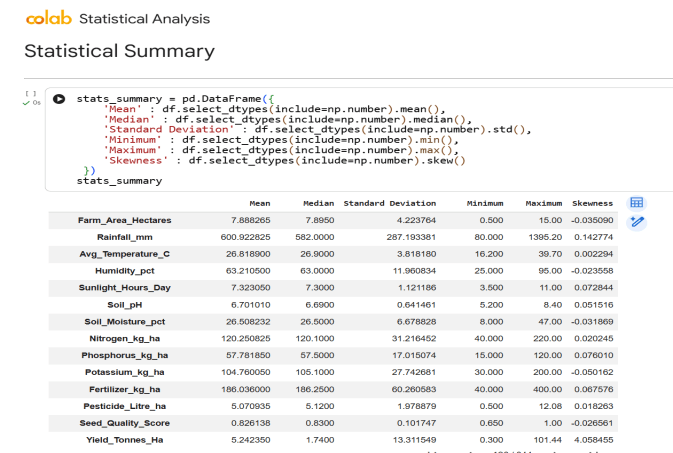 colab Statistical Analysis
Statistical Summary
[ ]
0s
stats_summary = pd.DataFrame({
'Mean' : df.select_dtypes(include=np.number).mean(),
'Median' : df.select_dtypes(include=np.number).median(),
'Standard Deviation' : df.select_dtypes(include=np.number).std(),
'Minimum' : df.select_dtypes(include=np.number).min(),
'Maximum' : df.select_dtypes(include=np.number).max(),
'Skewness' : df.select_dtypes(include=np.number).skew()
})
stats_summary
Mean Median Standard Deviation Minimum Maximum Skewness
Farm_Area_Hectares 7.888265 7.8950 4.223764 0.500 15.00 -0.035090
Rainfall_mm 600.922825 582.0000 287.193381 80.000 1395.20 0.142774
Avg_Temperature_C 26.818900 26.9000 3.818180 16.200 39.70 0.002294
Humidity_pct 63.210500 63.0000 11.960834 25.000 95.00 -0.023558
Sunlight_Hours_Day 7.323050 7.3000 1.121186 3.500 11.00 0.072844
Soil_pH 6.701010 6.6900 0.641461 5.200 8.40 0.051516
Soil_Moisture_pct 26.508232 26.5000 6.678828 8.000 47.00 -0.031869
Nitrogen_kg_ha 120.250825 120.1000 31.216452 40.000 220.00 0.020245
Phosphorus_kg_ha 57.781850 57.5000 17.015074 15.000 120.00 0.076010
Potassium_kg_ha 104.760050 105.1000 27.742681 30.000 200.00 -0.050162
Fertilizer_kg_ha 186.036000 186.2500 60.260583 40.000 400.00 0.067576
Pesticide_Litre_ha 5.070935 5.1200 1.978879 0.500 12.08 0.018263
Seed_Quality_Score 0.826138 0.8300 0.101747 0.650 1.00 -0.026561
Yield_Tonnes_Ha 5.242350 1.7400 13.311549 0.300 101.44 4.058455